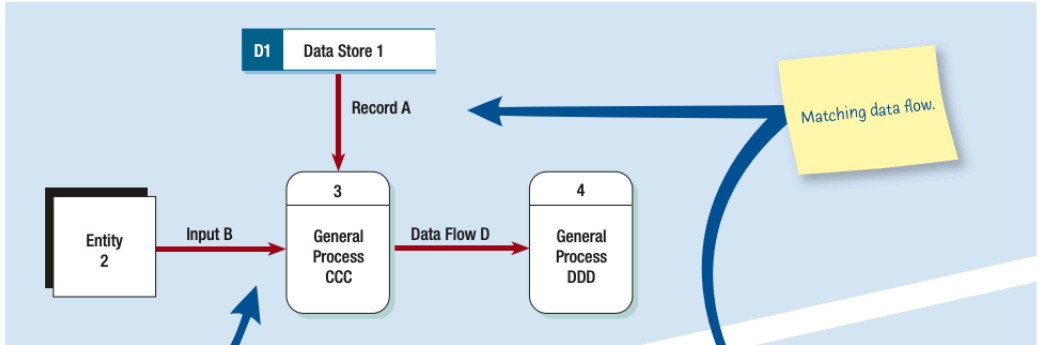 D1 Data Store 1
Record A
Matching data flow.
3
4
Entity
2
Input B
General
Process
CCC
Data Flow D
General
Process
DDD